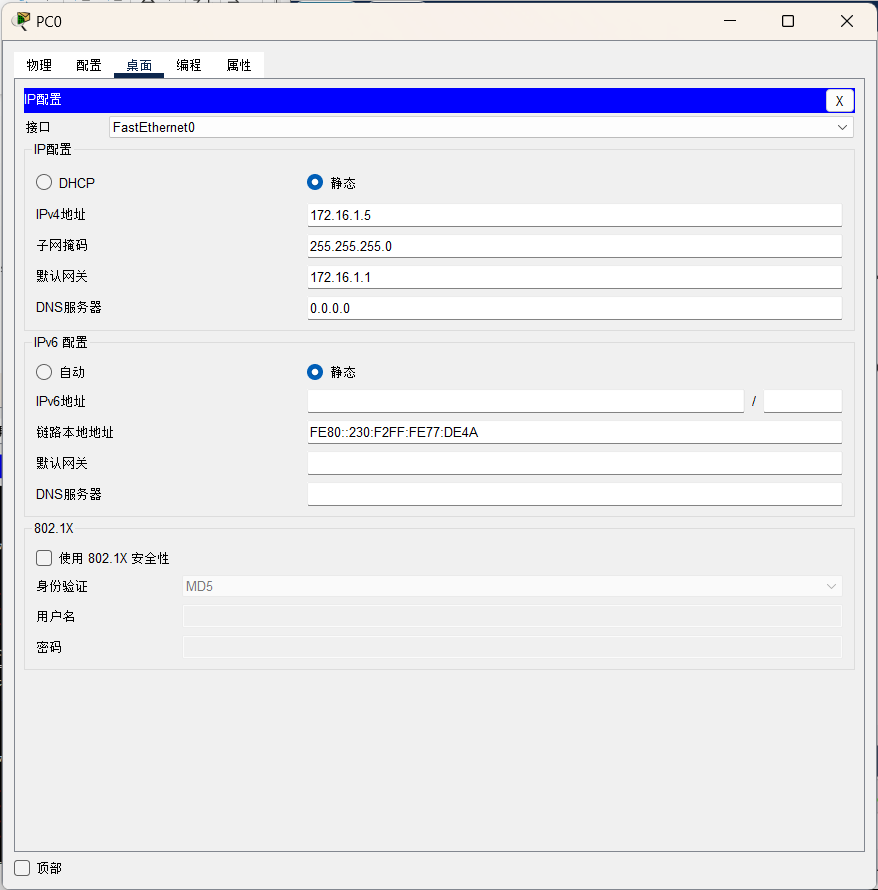 PC0
物理 配置 桌面 编程 属性
IP配置 X
接口 FastEthernet0
IP配置
DHCP 静态
IPv4地址 172.16.1.5
子网掩码 255.255.255.0
默认网关 172.16.1.1
DNS服务器 0.0.0.0
IPv6 配置
自动 静态
IPv6地址 /
链路本地地址 FE80::230:F2FF:FE77:DE4A
默认网关
DNS服务器
802.1X
使用 802.1X 安全性
身份验证 MD5
用户名
密码
顶部